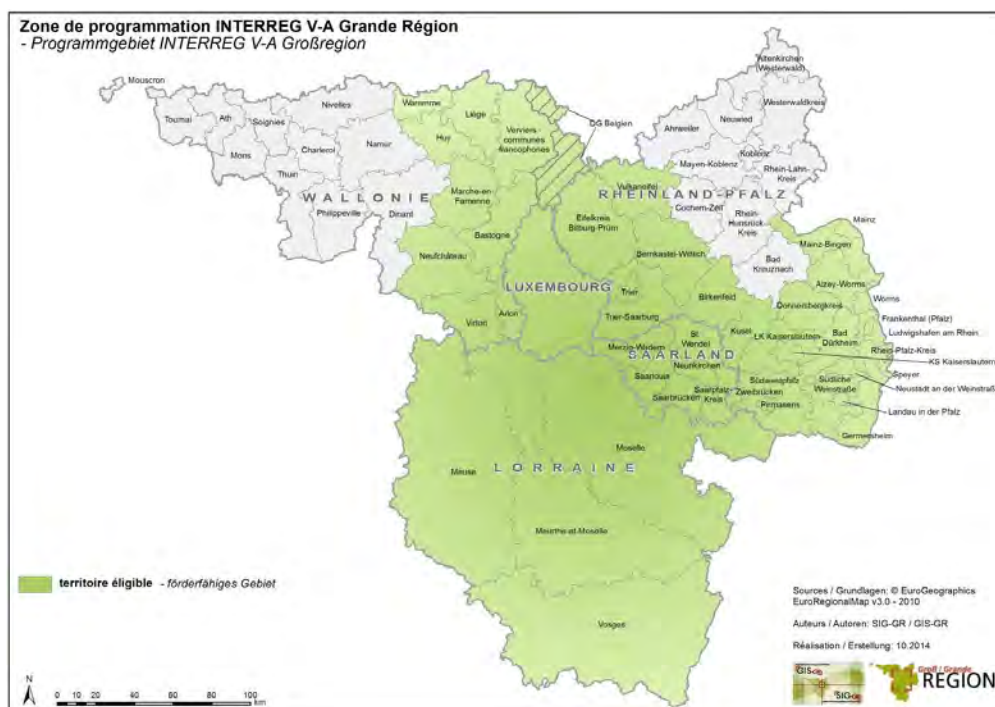 Zone de programmation INTERREG V-A Grande Région
- Programmgebiet INTERREG V-A Großregion
Altenkirchen
(Westerwald)
Mouscron
Westerwaldkreis
Nivelles
Waremme
Tournai
Ath
Soignies
Liège
DG Belgien
Neuwied
Ahrweiler
Mons
Charleroi
Namur
Huy
Verviers -
communes
francophones
Koblenz
Mayen-Koblenz
Rhein-Lahn-
Kreis
Thuin
WALLONIE
Marche-en-
Famenne
Vulkaneifel
RHEINLAND-PFALZ
Philippeville
Dinant
Cochem-Zell
Eifelkreis
Bitburg-Prüm
Rhein-
Hunsrück
Kreis
Mainz
Bastogne
Mainz-Bingen
Neufchâteau
Bernkastel-Wittlich
Bad
Kreuznach
Alzey-Worms
LUXEMBOURG
Trier
Birkenfeld
Worms
Donnersbergkreis
Virton
Arlon
Trier-Saarburg
Frankenthal (Pfalz)
Kusel
LK Kaiserslautern
Bad
Dürkheim
Ludwigshafen am Rhein
Merzig-Wadern
St
Wendel
Rhein-Pfalz-Kreis
SAARLAND
KS Kaiserslautern
Neunkirchen
Saarlouis
Speyer
Südwestpfalz
Südliche
Weinstraße
Neustadt an der Weinstraß
Saarbrücken
Saarpfalz-
Kreis
Zweibrücken
Pirmasens
Landau in der Pfalz
Germersheim
Moselle
Meuse
LORRAINE
Meurthe-et-Moselle
territoire éligible - förderfähiges Gebiet
Vosges
Sources / Grundlagen: © EuroGeographics
EuroRegionalMap v3.0 - 2010
Auteurs / Autoren: SIG-GR / GIS-GR
Réalisation / Erstellung: 10.2014
N
0 10 20 40 60 80 100
km
GIS
SIG
Groß / Grande
REGION